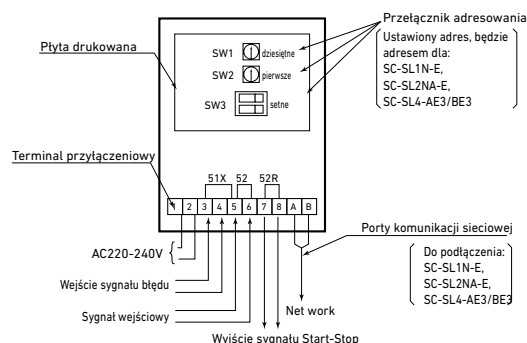 Przełącznik adresowania
Ustawiony adres, będzie
adresem dla:
SC-SL1N-E,
SC-SL2NA-E,
SC-SL4-AE3/BE3
Płyta drukowana
SW1 dziesiętne
SW2 pierwsze
SW3 setne
Terminal przyłączeniowy
51X 52 52R
1 2 3 4 5 6 7 8 A B
AC220-240V
Wejście sygnału błędu
Sygnał wejściowy
Wyjście sygnału Start-Stop
Net work
Porty komunikacji sieciowej
Do podłączenia:
SC-SL1N-E,
SC-SL2NA-E,
SC-SL4-AE3/BE3